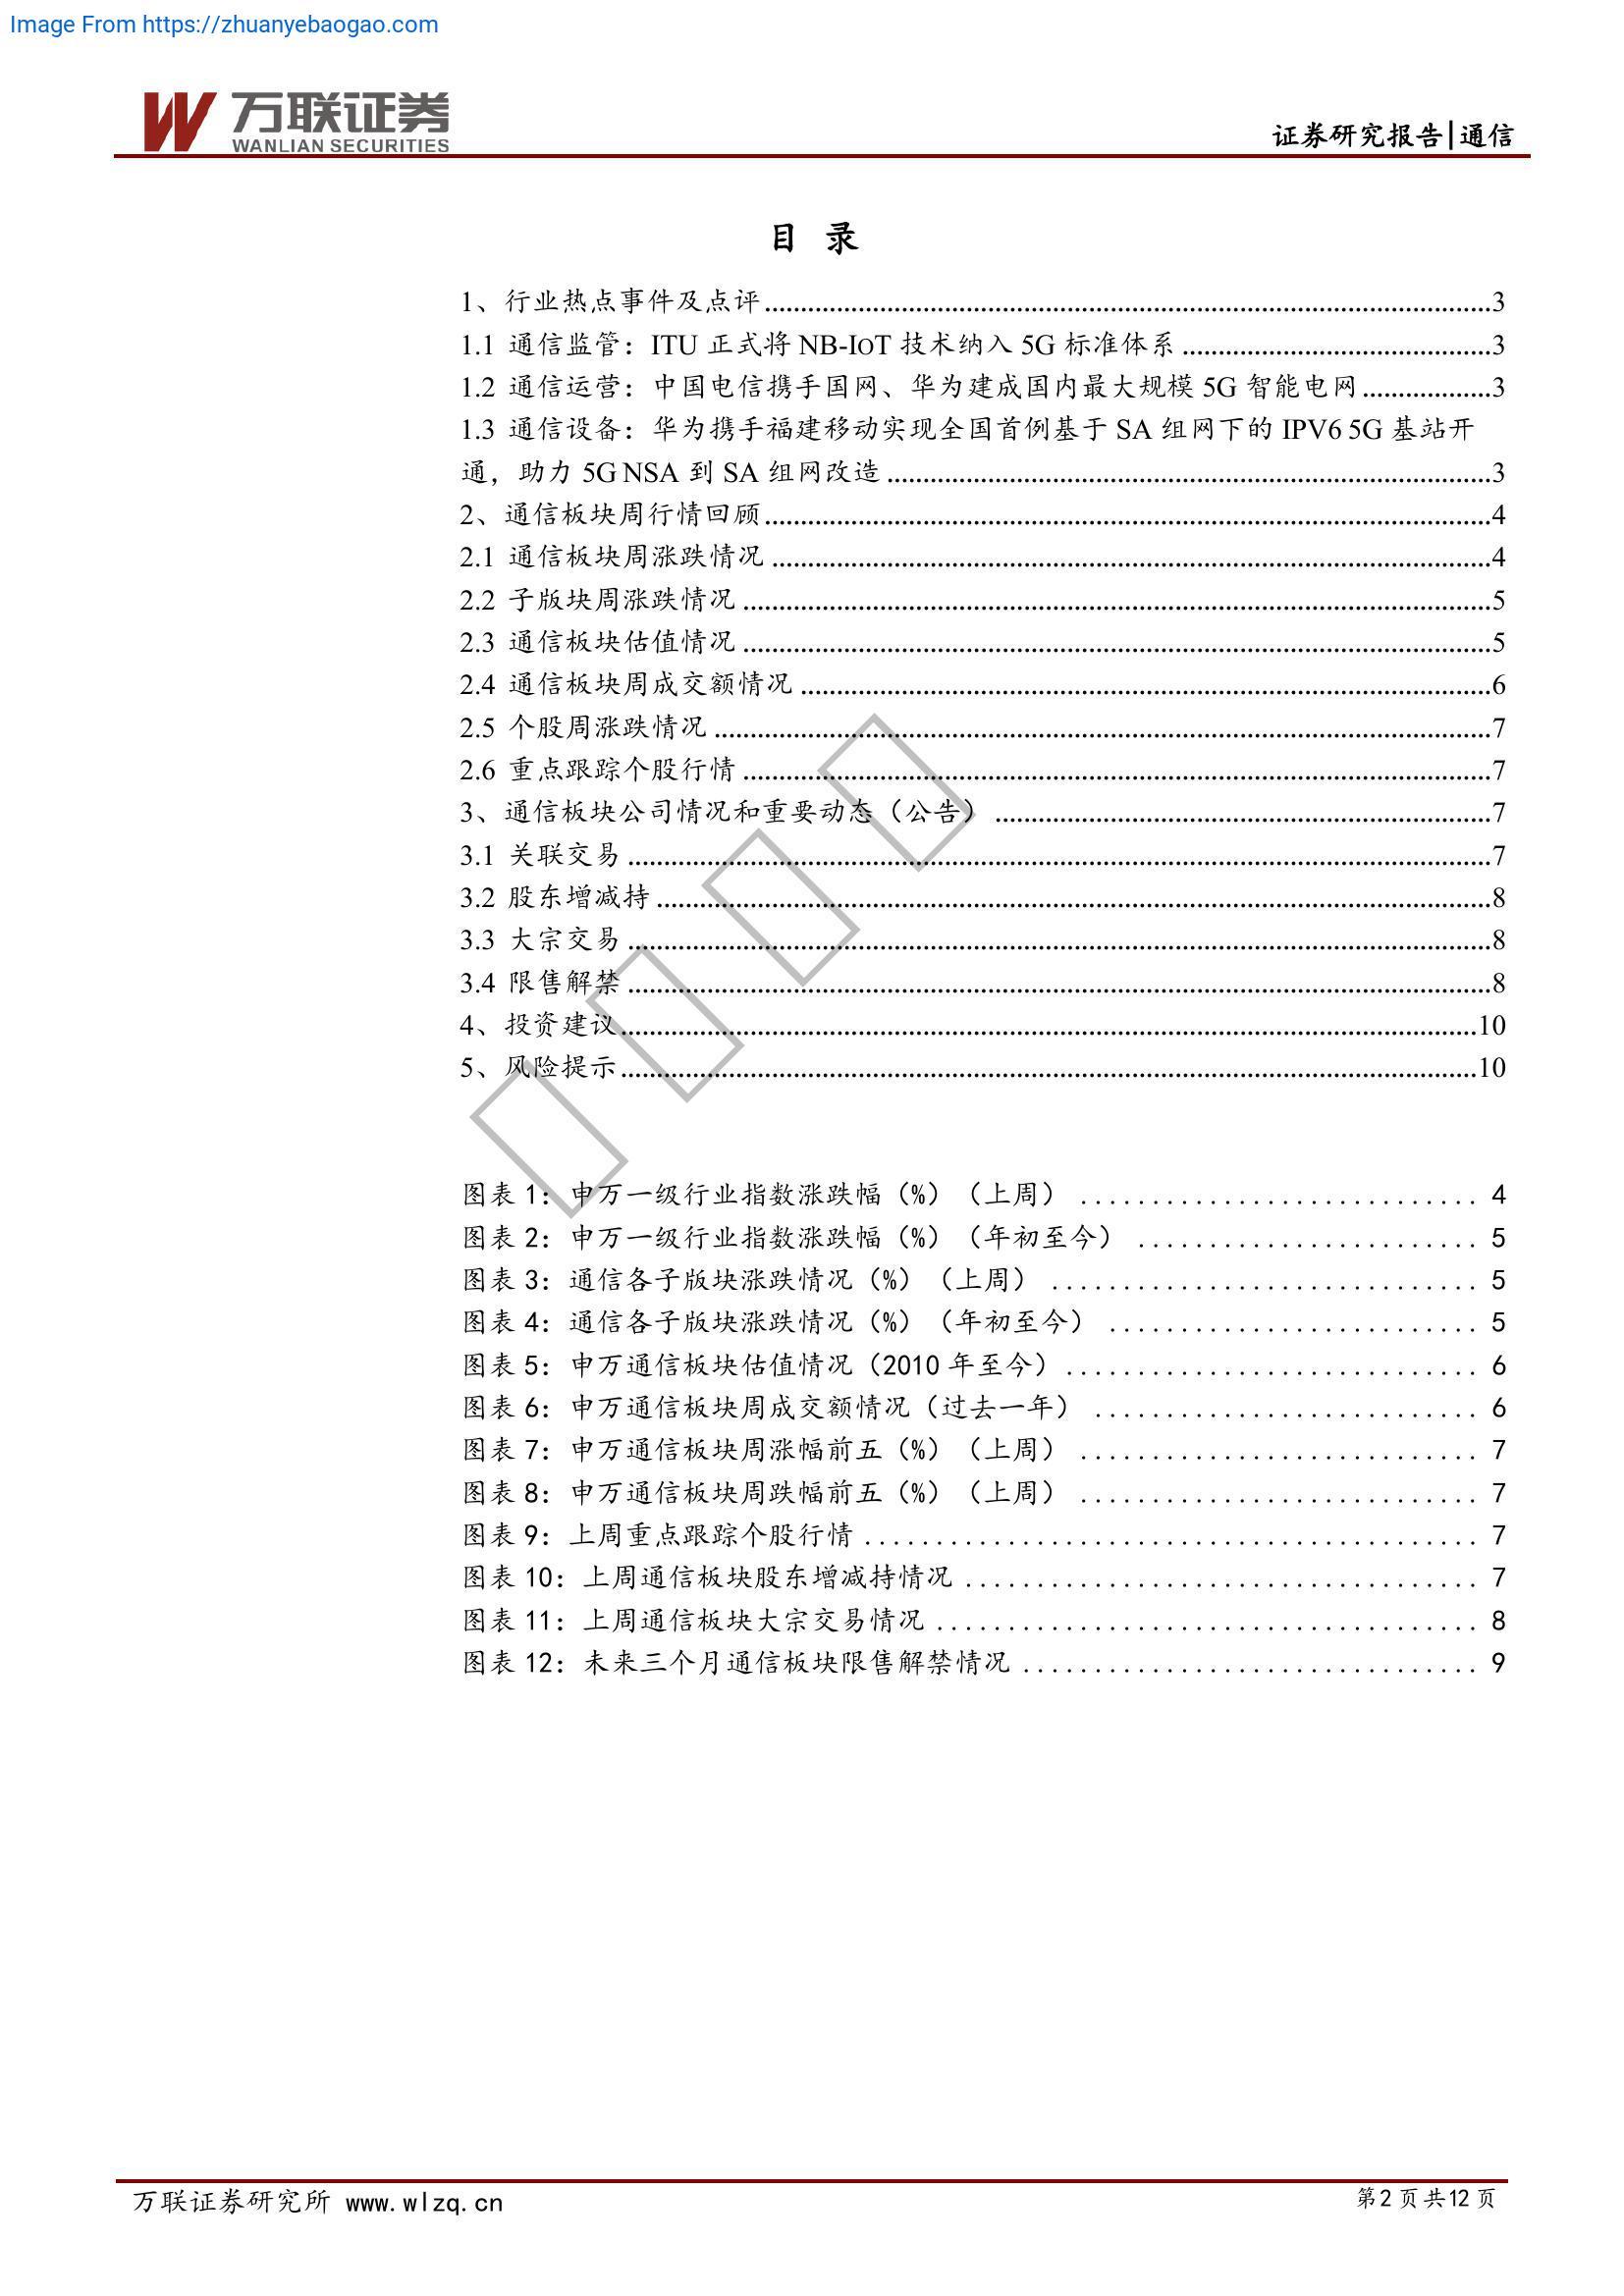 Image From https://zhuanyebaogao.com
万联证券
WANLIAN SECURITIES
证券研究报告|通信
目 录
1、行业热点事件及点评....................3
1.1 通信监管：ITU 正式将 NB-IOT 技术纳入 5G 标准体系....................3
1.2 通信运营：中国电信携手国网、华为建成国内最大规模 5G 智能电网....................3
1.3 通信设备：华为携手福建移动实现全国首例基于 SA 组网下的 IPV6 5G 基站开
通，助力 5G NSA 到 SA 组网改造....................3
2、通信板块周行情回顾....................4
2.1 通信板块周涨跌情况....................4
2.2 子版块周涨跌情况....................5
2.3 通信板块估值情况....................5
2.4 通信板块周成交额情况....................6
2.5 个股周涨跌情况....................7
2.6 重点跟踪个股行情....................7
3、通信板块公司情况和重要动态（公告）....................7
3.1 关联交易....................7
3.2 股东增减持....................8
3.3 大宗交易....................8
3.4 限售解禁....................8
4、投资建议....................10
5、风险提示....................10
图表 1：申万一级行业指数涨跌幅（%）（上周）.................... 4
图表 2：申万一级行业指数涨跌幅（%）（年初至今）.................... 5
图表 3：通信各子版块涨跌情况（%）（上周）.................... 5
图表 4：通信各子版块涨跌情况（%）（年初至今）.................... 5
图表 5：申万通信板块估值情况（2010 年至今）.................... 6
图表 6：申万通信板块周成交额情况（过去一年）.................... 6
图表 7：申万通信板块周涨幅前五（%）（上周）.................... 7
图表 8：申万通信板块周跌幅前五（%）（上周）.................... 7
图表 9：上周重点跟踪个股行情.................... 7
图表 10：上周通信板块股东增减持情况.................... 7
图表 11：上周通信板块大宗交易情况.................... 8
图表 12：未来三个月通信板块限售解禁情况.................... 9
万联证券研究所 www.wlzq.cn
第 2 页 共 12 页